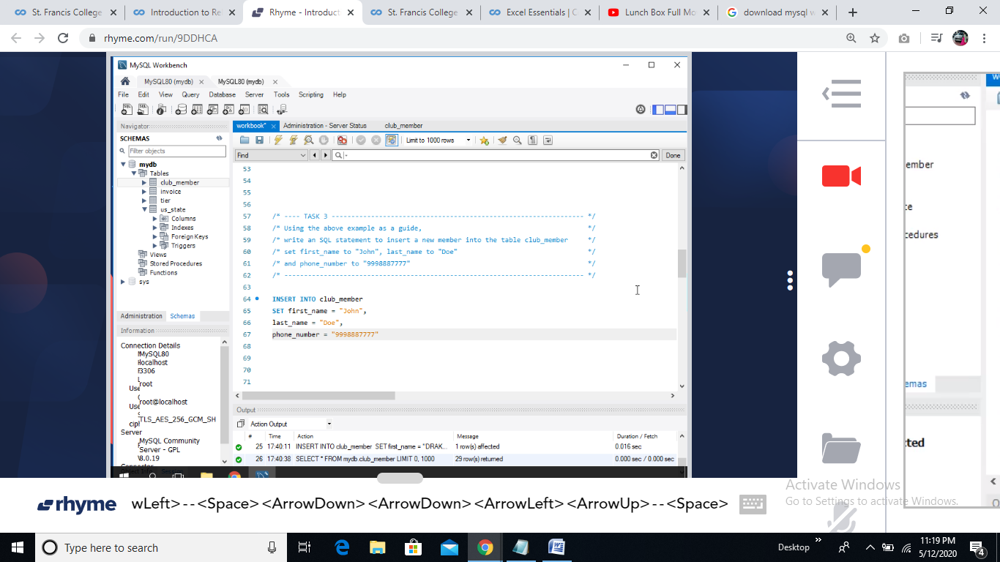 St. Francis College
Introduction to Re
Rhyme - Introduct
St. Francis College
Excel Essentials | C
Lunch Box Full Mo
download mysql w
rhyme.com/run/9DDHCA
MySQL Workbench
MySQL80 (mydb)
MySQL80 (mydb)
File Edit View Query Database Server Tools Scripting Help
Navigator
SCHEMAS
Filter objects
mydb
Tables
club_member
invoice
tier
us_state
Columns
Indexes
Foreign Keys
Triggers
Views
Stored Procedures
Functions
sys
Administration Schemas
Information
Connection Details
MySQL80
localhost
3306
root
Use
root@localhost
Use
TLS_AES_256_GCM_SH
ciph
Server
MySQL Community
Server - GPL
8.0.19
workbook* Administration - Server Status club_member
Limit to 1000 rows
Find
-
Done
53
54
55
56
57 /* ---- TASK 3 ---------------------------------------------------------------- */
58 /* Using the above example as a guide, */
59 /* write an SQL statement to insert a new member into the table club_member */
60 /* set first_name to "John", last_name to "Doe" */
61 /* and phone_number to "9998887777" */
62 /* ---------------------------------------------------------------------------- */
63
64 INSERT INTO club_member
65 SET first_name = "John",
66 last_name = "Doe",
67 phone_number = "9998887777"
68
69
70
71
Output
Action Output
# Time Action Message Duration / Fetch
25 17:40:11 INSERT INTO club_member SET first_name = "DRAK... 1 row(s) affected 0.016 sec
26 17:40:38 SELECT * FROM mydb.club_member LIMIT 0, 1000 29 row(s) returned 0.000 sec / 0.000 sec
ember
te
cedures
emas
cted
rhyme
wLeft>--<Space><ArrowDown><ArrowDown><ArrowLeft><ArrowUp>--<Space>
Activate Windows
Go to Settings to activate Windows.
Type here to search
Desktop
11:19 PM
5/12/2020
4